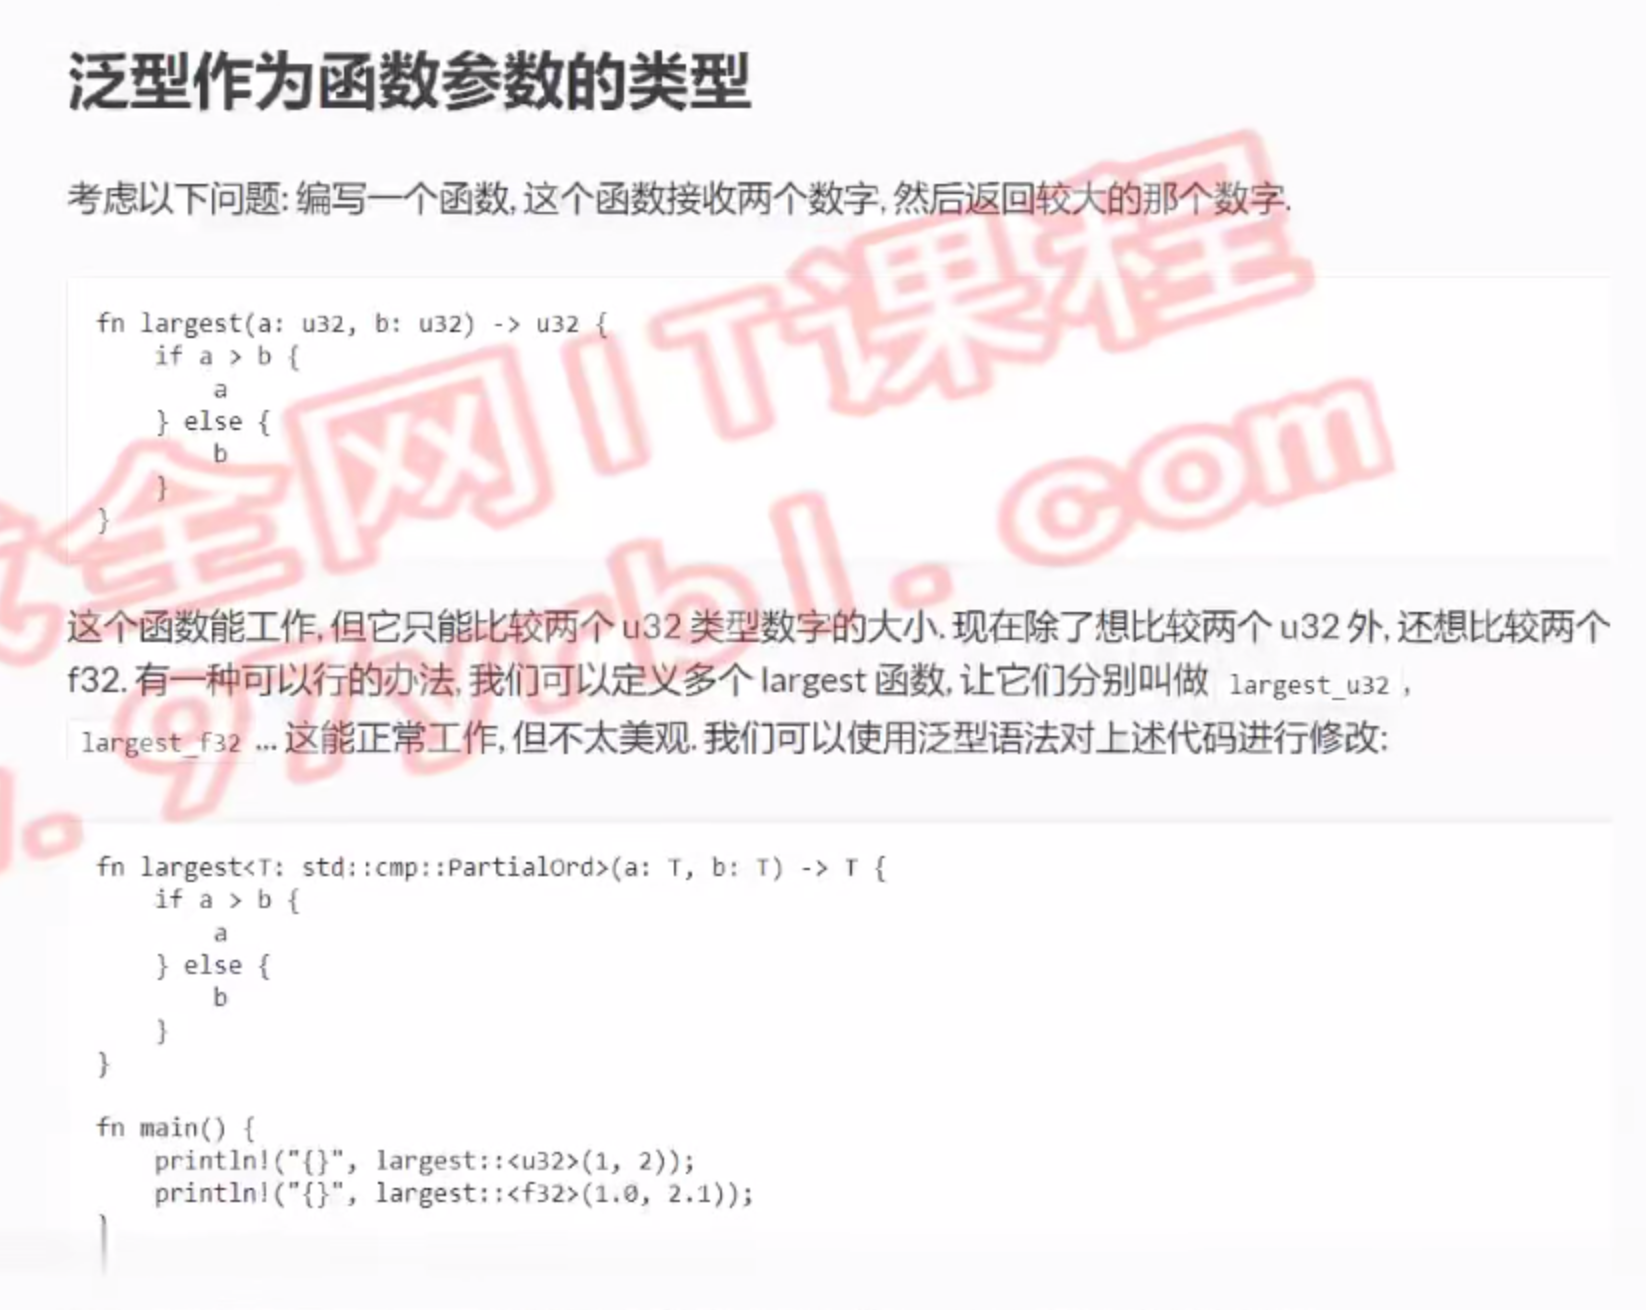 泛型作为函数参数的类型
考虑以下问题: 编写一个函数, 这个函数接收两个数字, 然后返回较大的那个数字.
fn largest(a: u32, b: u32) -> u32 {
    if a > b {
        a
    } else {
        b
    }
}
这个函数能工作, 但它只能比较两个 u32 类型数字的大小. 现在除了想比较两个 u32 外, 还想比较两个
f32. 有一种可以行的办法, 我们可以定义多个 largest 函数, 让它们分别叫做 largest_u32 ,
largest_f32 ... 这能正常工作, 但不太美观. 我们可以使用泛型语法对上述代码进行修改:
fn largest<T: std::cmp::PartialOrd>(a: T, b: T) -> T {
    if a > b {
        a
    } else {
        b
    }
}
fn main() {
    println!("{}", largest::<u32>(1, 2));
    println!("{}", largest::<f32>(1.0, 2.1));
}
全网IT课程
.97yrbl.com